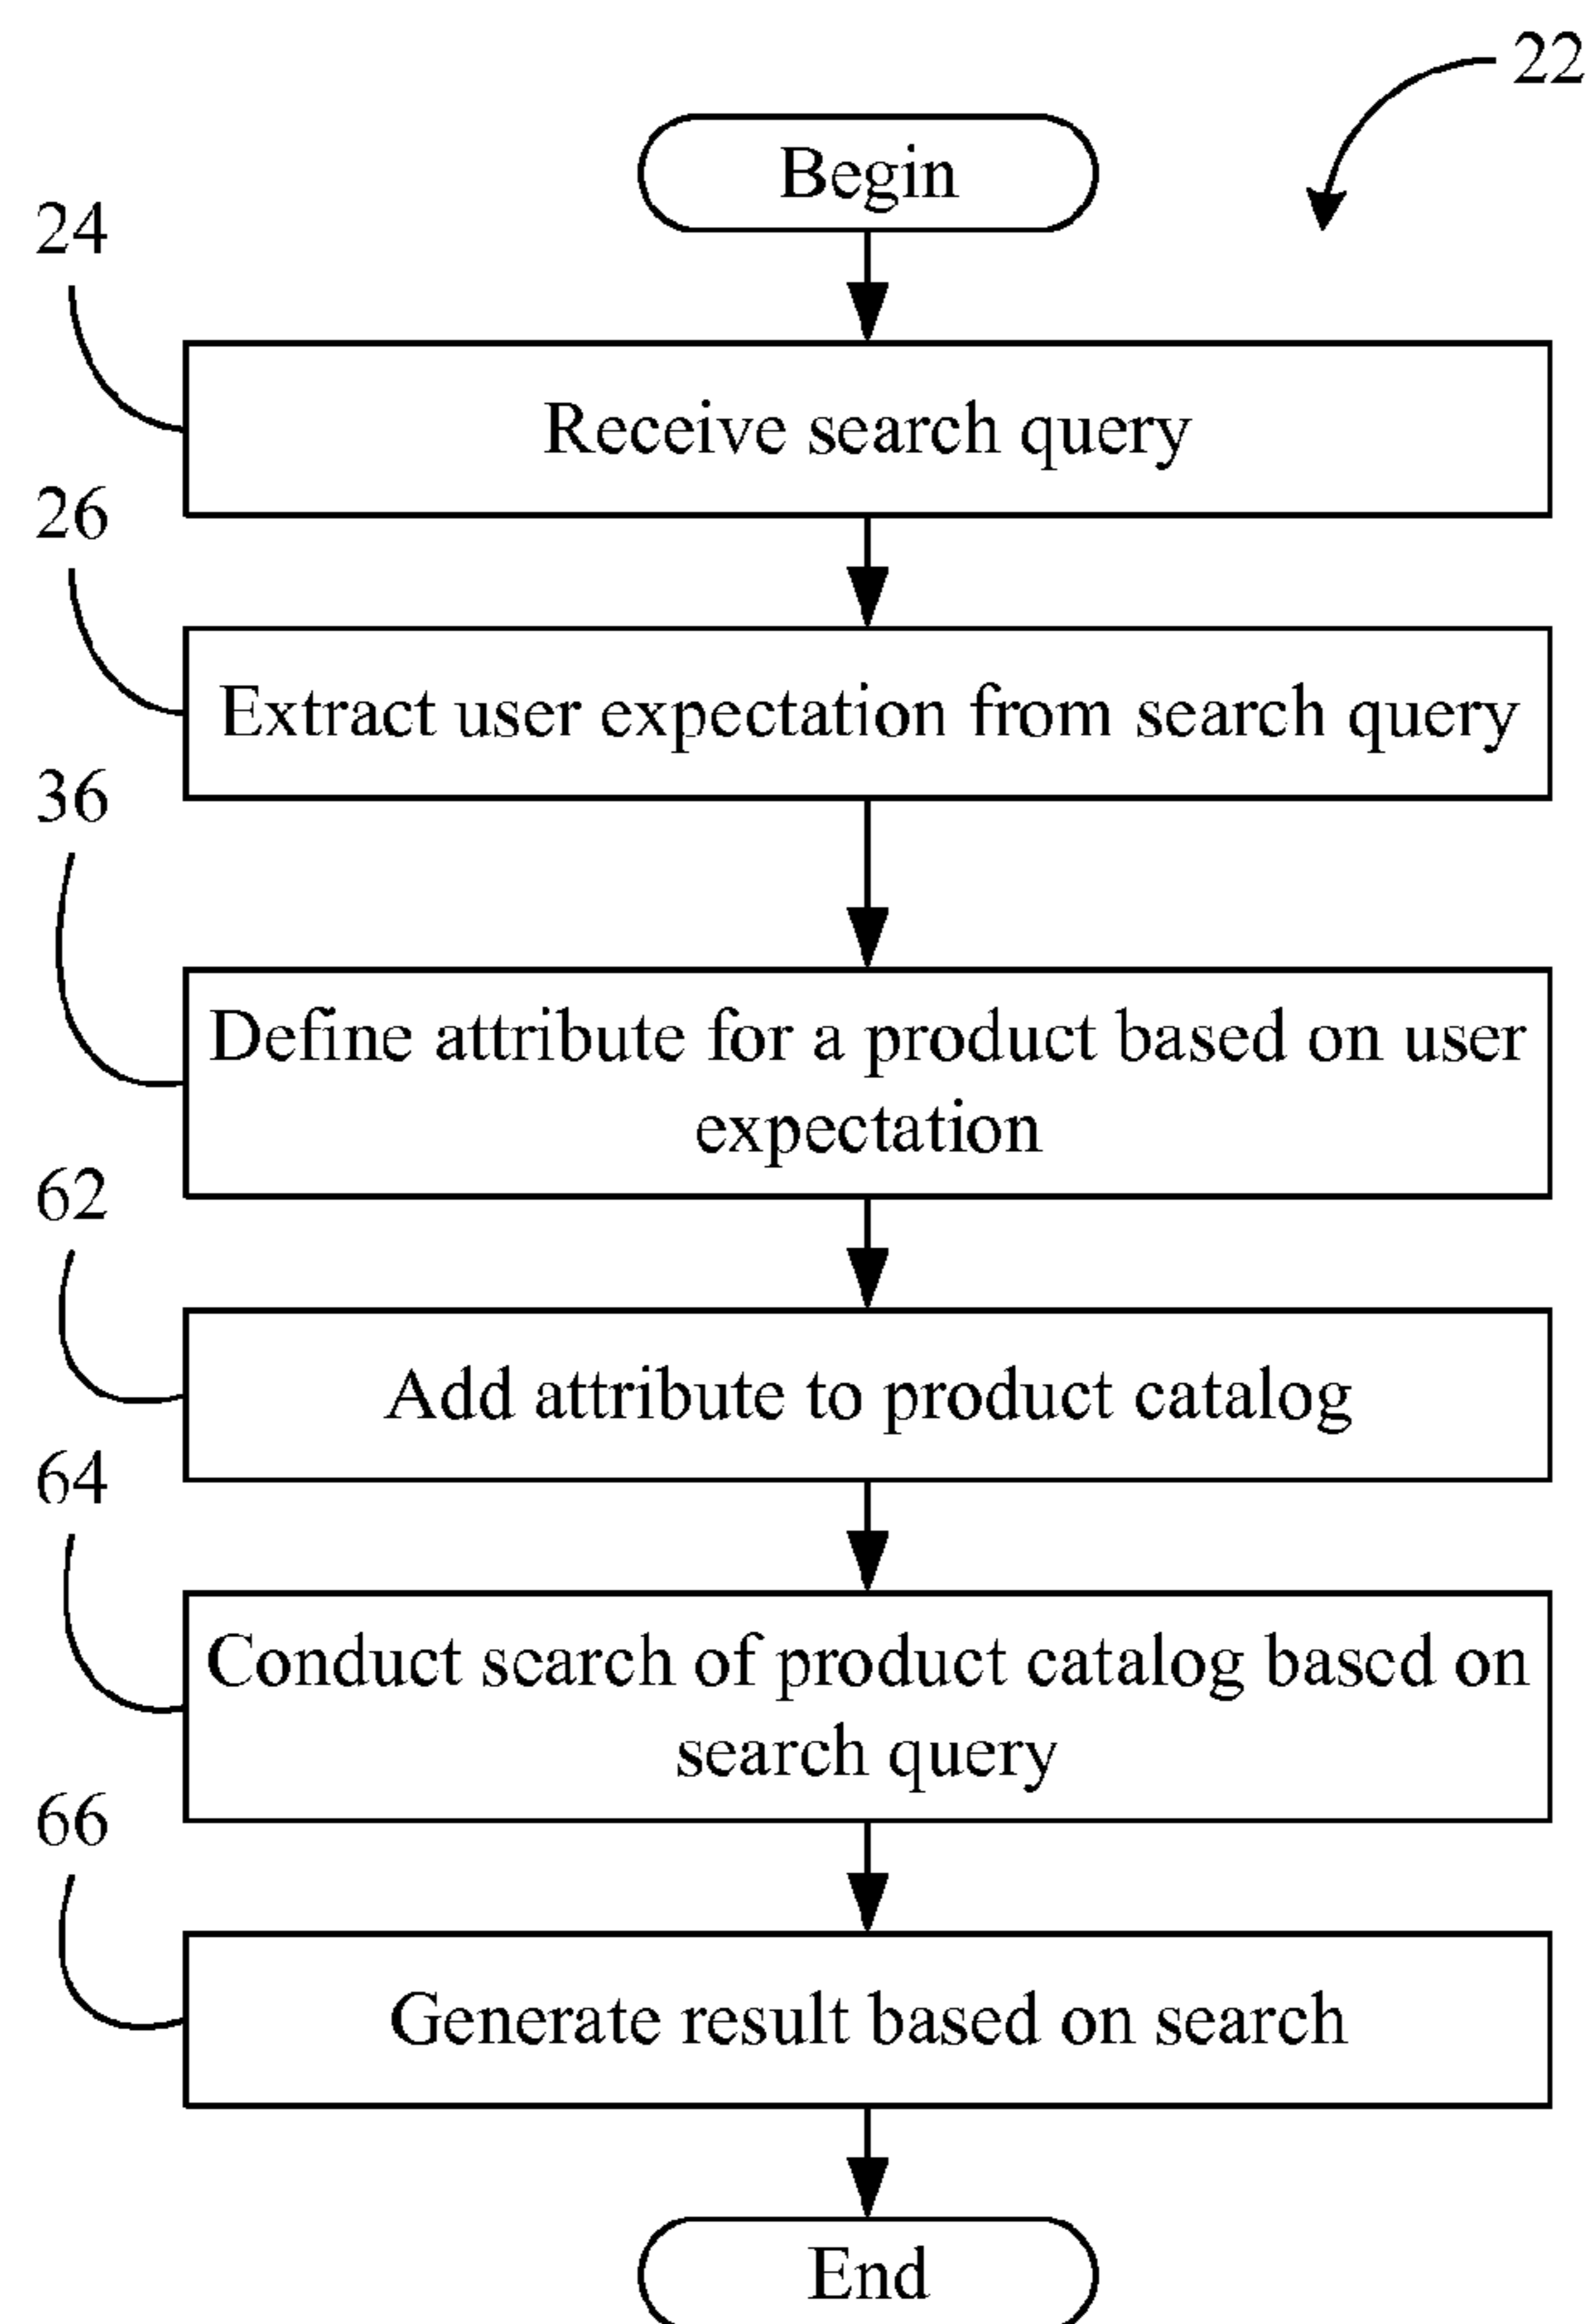 22
Begin
24
Receive search query
26
Extract user expectation from search query
36
Define attribute for a product based on user
expectation
62
Add attribute to product catalog
64
Conduct search of product catalog based on
search query
66
Generate result based on search
End